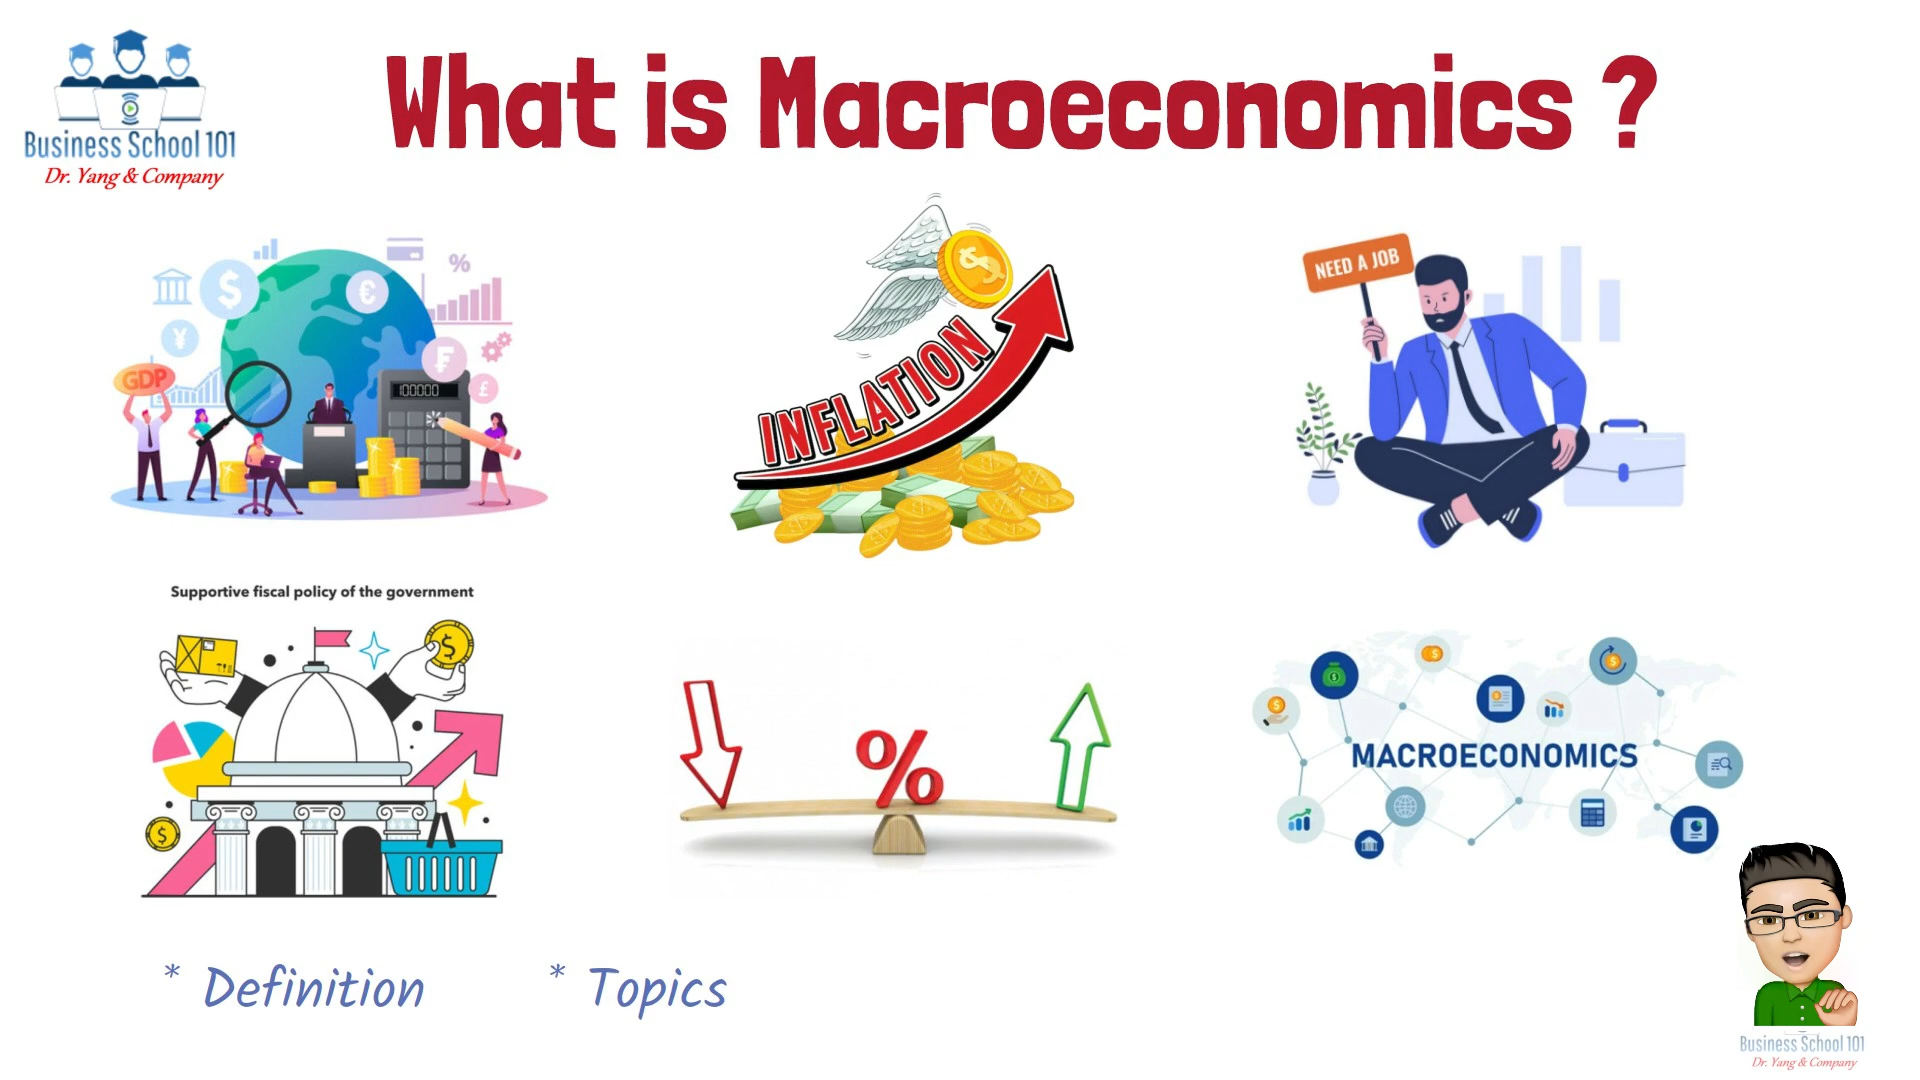 Business School 101
Dr. Yang & Company
What is Macroeconomics ?
GDP
$
€
¥
₣
£
%
100000
$
INFLATION
NEED A JOB
Supportive fiscal policy of the government
$
$
%
$
$
$
$
MACROECONOMICS
* Definition
* Topics
Business School 101
Dr. Yang & Company